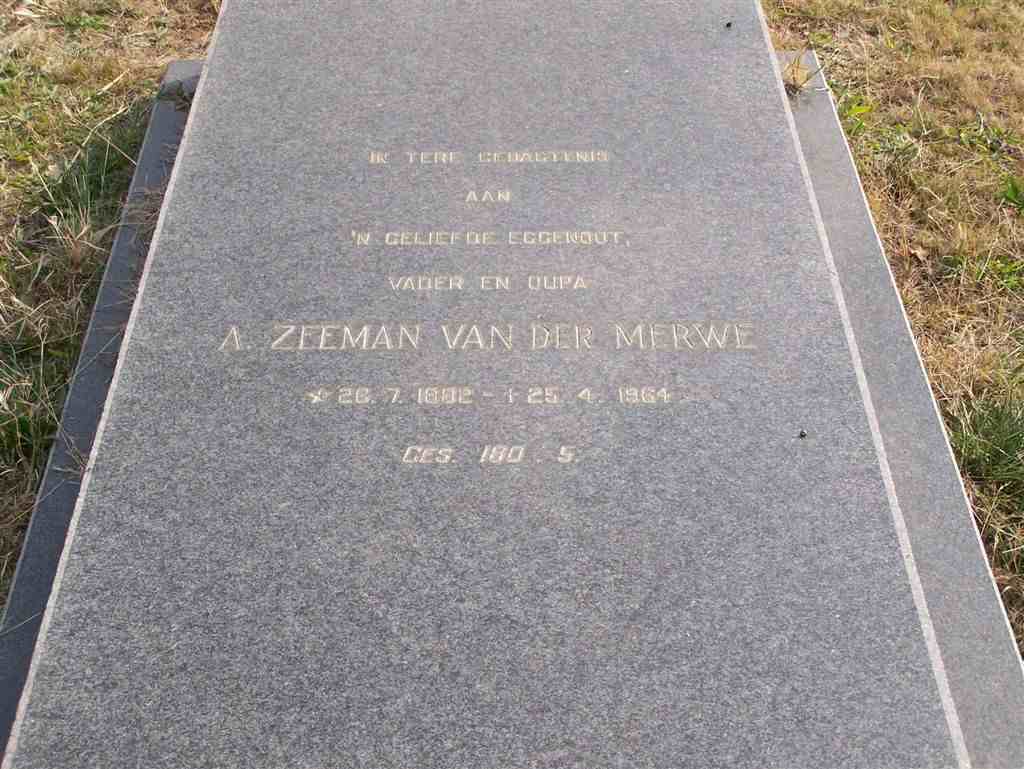 IN TERE GEDAGTENIS
AAN
'N GELIEFDE EGGENOOT,
VADER EN OUPA
A. ZEEMAN VAN DER MERWE
7. 1882 - † 25. 4. 1964
GES. 180 : 5.